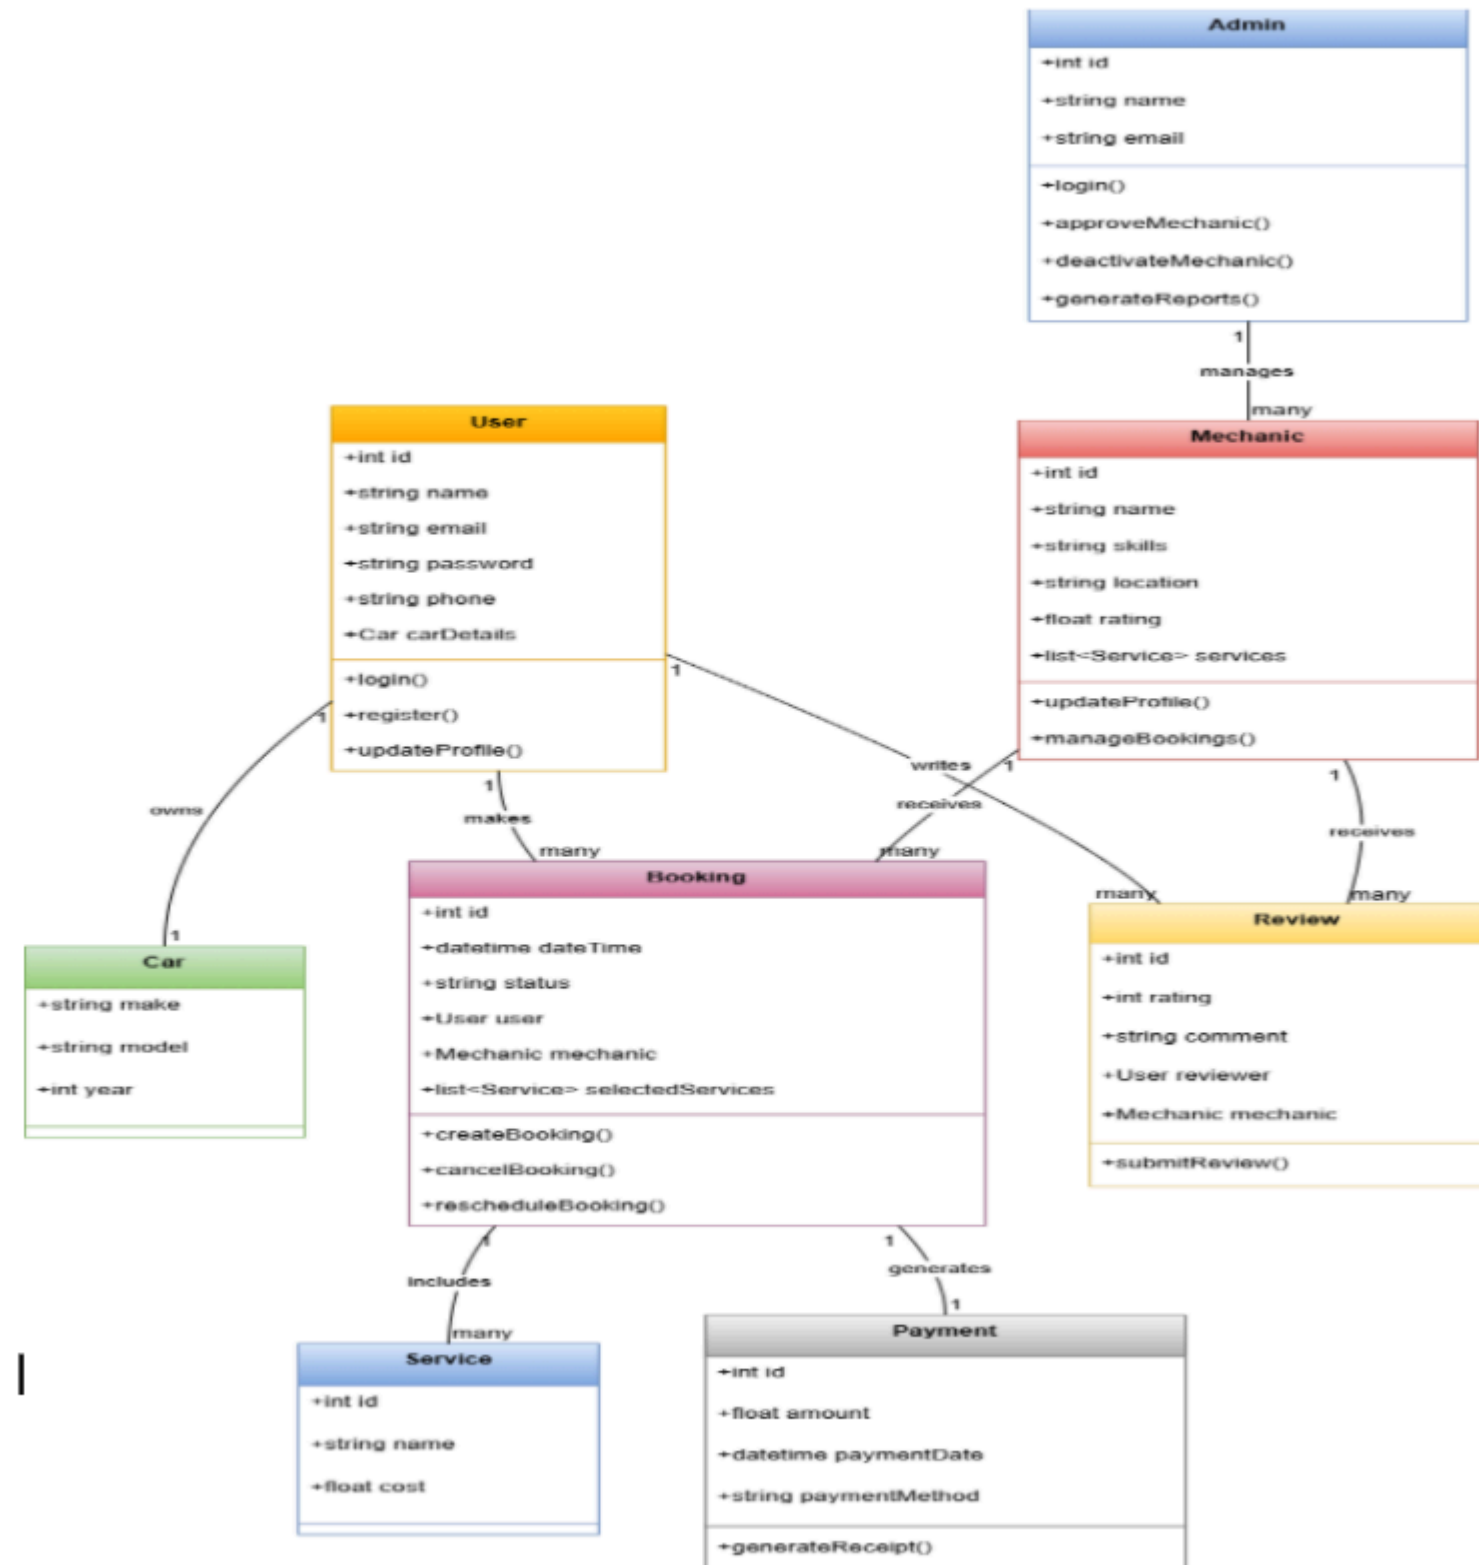 Admin
+int id
+string name
+string email
+login()
+approveMechanic()
+deactivateMechanic()
+generateReports()
1
manages
many
User
+int id
+string name
+string email
+string password
+string phone
+Car carDetails
+login()
+register()
+updateProfile()
Mechanic
+int id
+string name
+string skills
+string location
+float rating
+list<Service> services
+updateProfile()
+manageBookings()
1
owns
1
1
makes
many
1
writes
many
1
receives
many
1
receives
many
Car
+string make
+string model
+int year
Booking
+int id
+datetime dateTime
+string status
+User user
+Mechanic mechanic
+list<Service> selectedServices
+createBooking()
+cancelBooking()
+rescheduleBooking()
Review
+int id
+int rating
+string comment
+User reviewer
+Mechanic mechanic
+submitReview()
1
includes
many
1
generates
1
Service
+int id
+string name
+float cost
Payment
+int id
+float amount
+datetime paymentDate
+string paymentMethod
+generateReceipt()